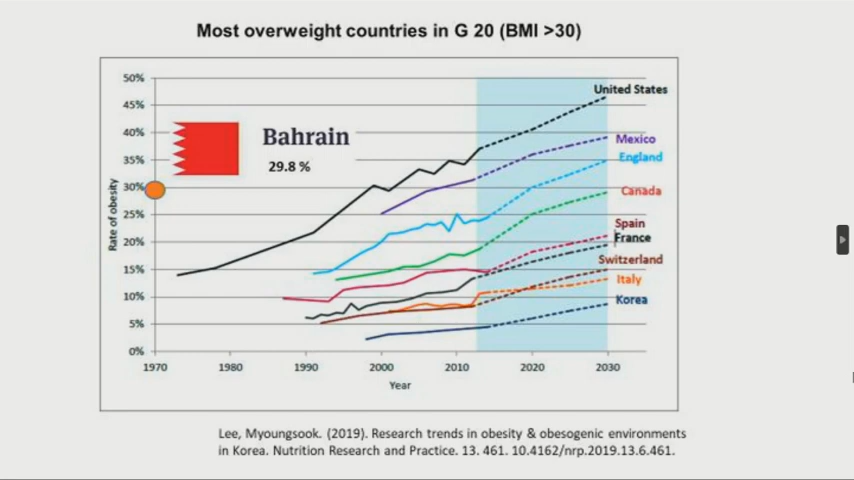 Most overweight countries in G 20 (BMI >30)
50%
45%
40%
35%
30%
25%
20%
15%
10%
5%
0%
Rate of obesity
Bahrain
29.8 %
United States
Mexico
England
Canada
Spain
France
Switzerland
Italy
Korea
1970 1980 1990 2000 2010 2020 2030
Year
Lee, Myoungsook. (2019). Research trends in obesity & obesogenic environments
in Korea. Nutrition Research and Practice. 13. 461. 10.4162/nrp.2019.13.6.461.